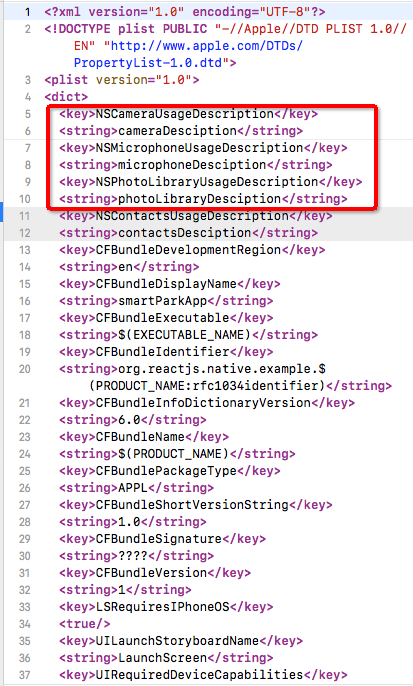 1 <?xml version="1.0" encoding="UTF-8"?>
2 <!DOCTYPE plist PUBLIC "-//Apple//DTD PLIST 1.0//
EN" "http://www.apple.com/DTDs/
PropertyList-1.0.dtd">
3 <plist version="1.0">
4 <dict>
5 <key>NSCameraUsageDescription</key>
6 <string>cameraDesciption</string>
7 <key>NSMicrophoneUsageDescription</key>
8 <string>microphoneDesciption</string>
9 <key>NSPhotoLibraryUsageDescription</key>
10 <string>photoLibraryDesciption</string>
11 <key>NSContactsUsageDescription</key>
12 <string>contactsDesciption</string>
13 <key>CFBundleDevelopmentRegion</key>
14 <string>en</string>
15 <key>CFBundleDisplayName</key>
16 <string>smartParkApp</string>
17 <key>CFBundleExecutable</key>
18 <string>$(EXECUTABLE_NAME)</string>
19 <key>CFBundleIdentifier</key>
20 <string>org.reactjs.native.example.$
(PRODUCT_NAME:rfc1034identifier)</string>
21 <key>CFBundleInfoDictionaryVersion</key>
22 <string>6.0</string>
23 <key>CFBundleName</key>
24 <string>$(PRODUCT_NAME)</string>
25 <key>CFBundlePackageType</key>
26 <string>APPL</string>
27 <key>CFBundleShortVersionString</key>
28 <string>1.0</string>
29 <key>CFBundleSignature</key>
30 <string>????</string>
31 <key>CFBundleVersion</key>
32 <string>1</string>
33 <key>LSRequiresIPhoneOS</key>
34 <true/>
35 <key>UILaunchStoryboardName</key>
36 <string>LaunchScreen</string>
37 <key>UIRequiredDeviceCapabilities</key>